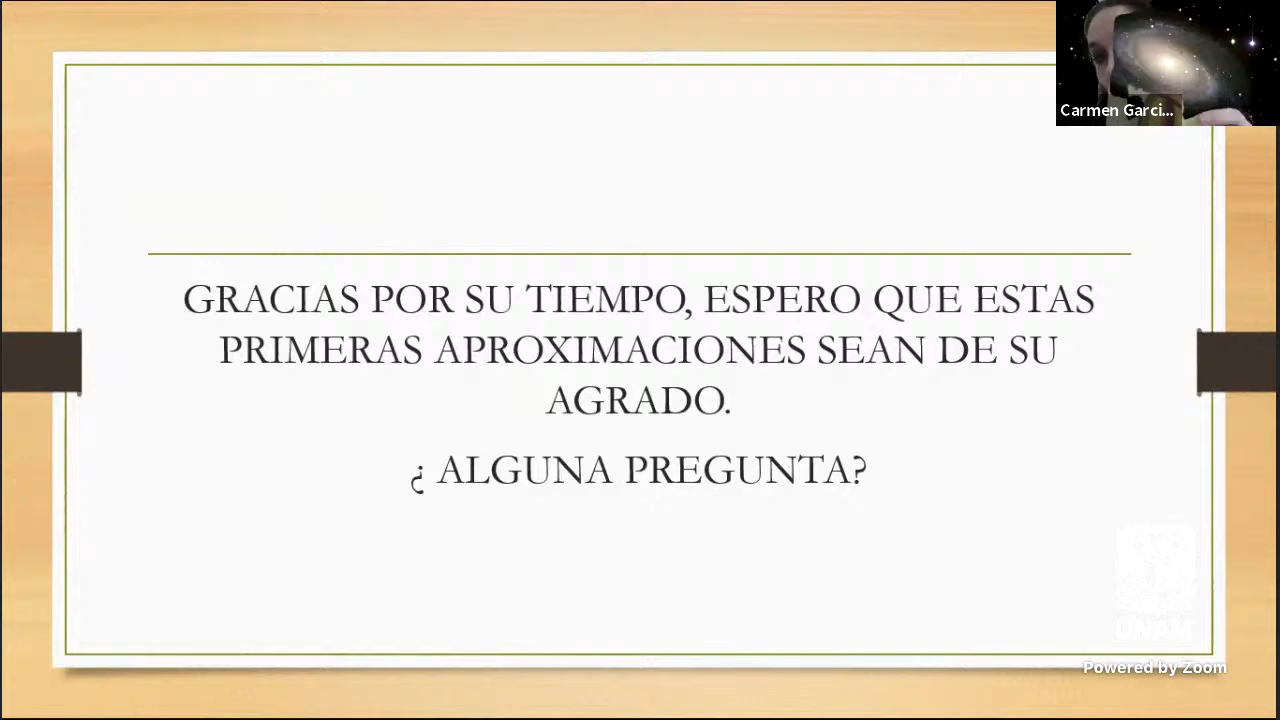 Carmen Garci...
GRACIAS POR SU TIEMPO, ESPERO QUE ESTAS
PRIMERAS APROXIMACIONES SEAN DE SU
AGRADO.
¿ ALGUNA PREGUNTA?
UNAM
Powered by Zoom